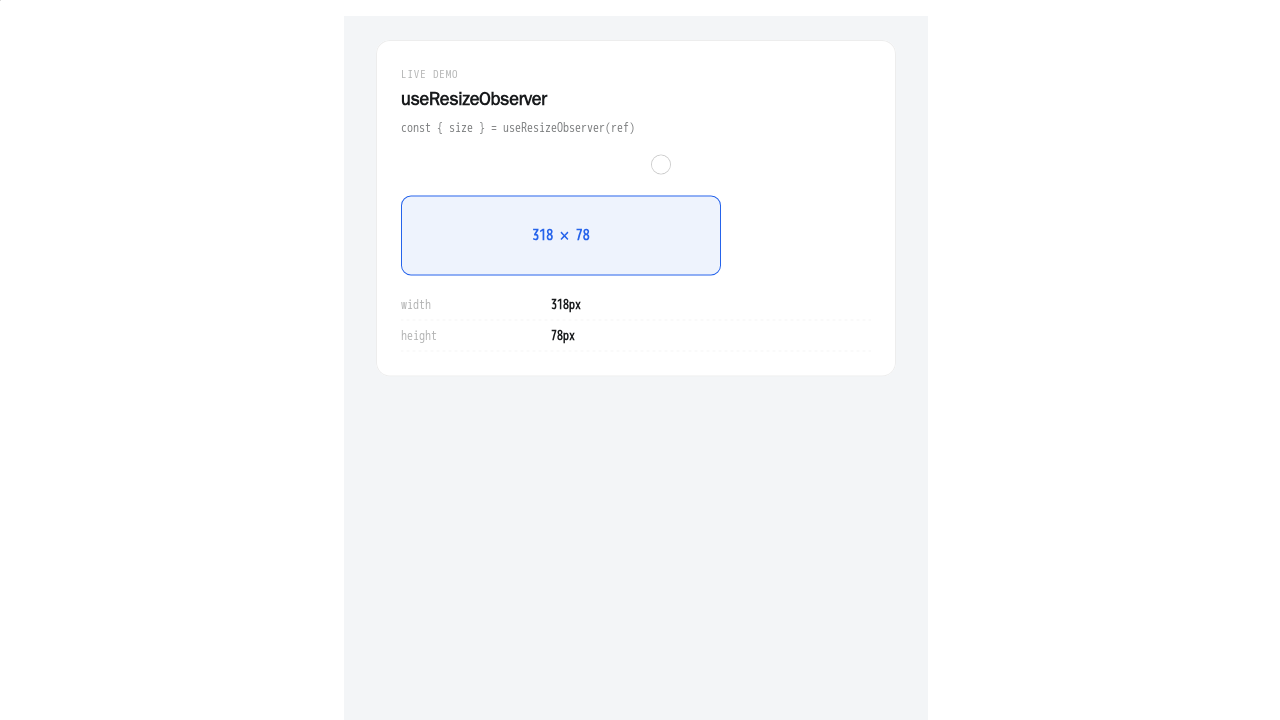 LIVE DEMO
useResizeObserver
const { size } = useResizeObserver(ref)
318 × 78
width 318px
height 78px